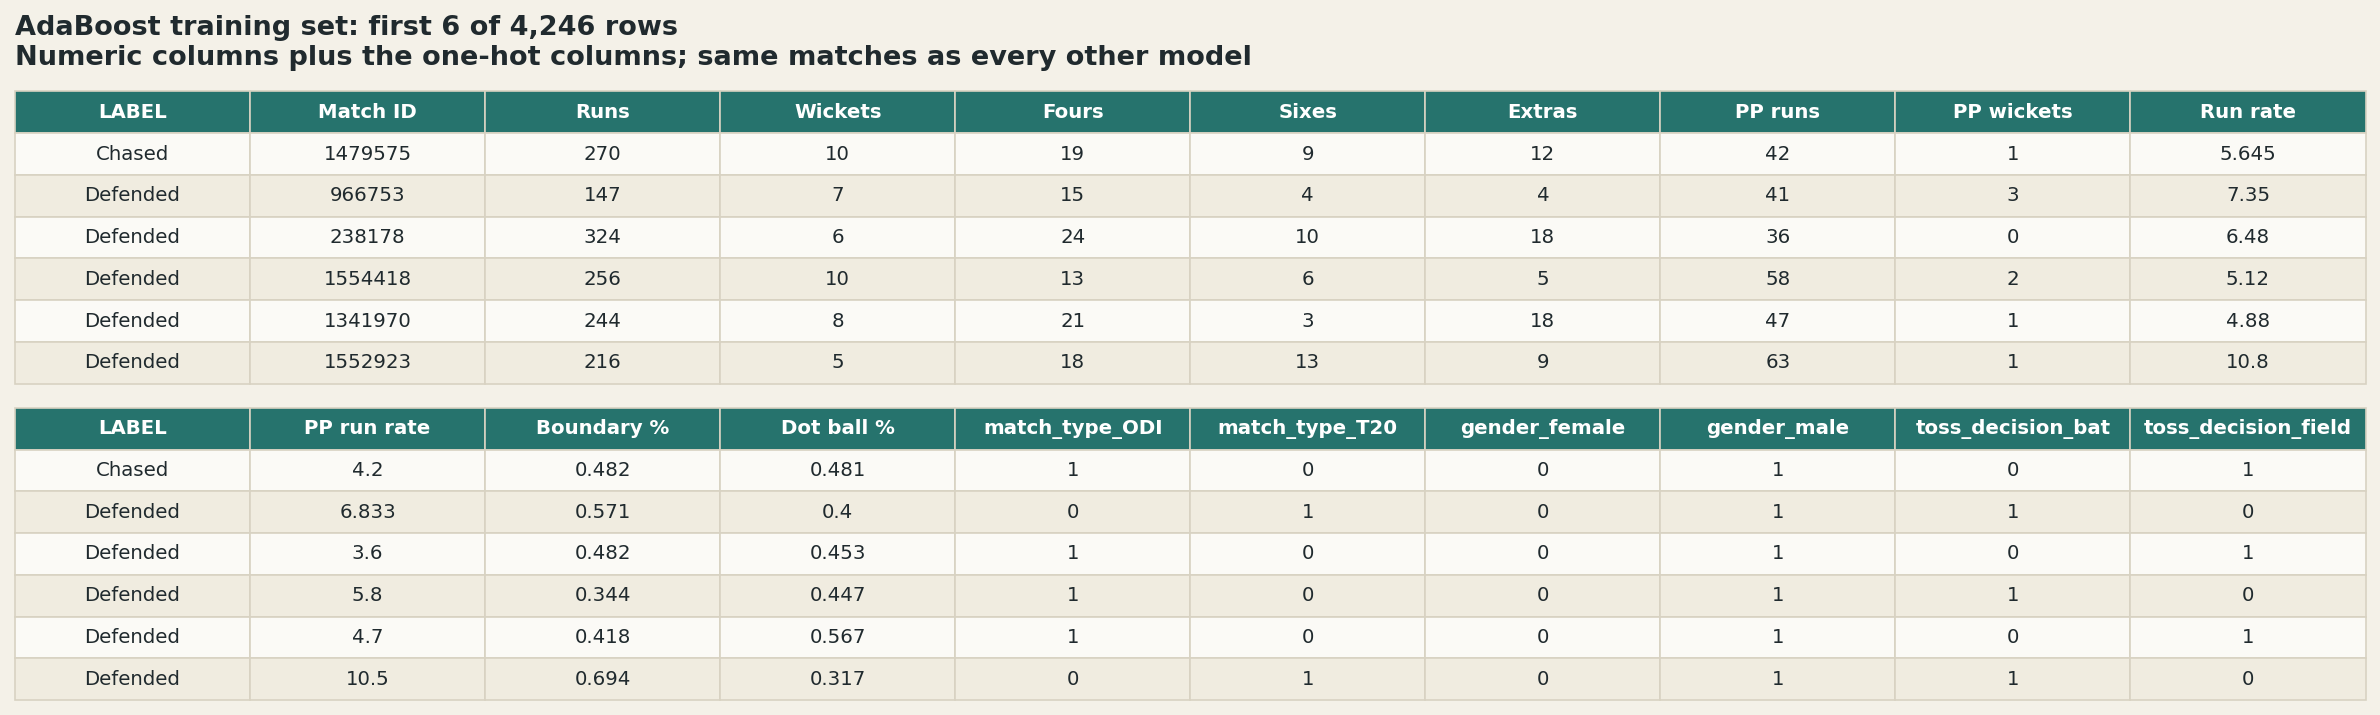 AdaBoost training set: first 6 of 4,246 rows
Numeric columns plus the one-hot columns; same matches as every other model
LABEL Match ID Runs Wickets Fours Sixes Extras PP runs PP wickets Run rate
Chased 1479575 270 10 19 9 12 42 1 5.645
Defended 966753 147 7 15 4 4 41 3 7.35
Defended 238178 324 6 24 10 18 36 0 6.48
Defended 1554418 256 10 13 6 5 58 2 5.12
Defended 1341970 244 8 21 3 18 47 1 4.88
Defended 1552923 216 5 18 13 9 63 1 10.8
LABEL PP run rate Boundary % Dot ball % match_type_ODI match_type_T20 gender_female gender_male toss_decision_bat toss_decision_field
Chased 4.2 0.482 0.481 1 0 0 1 0 1
Defended 6.833 0.571 0.4 0 1 0 1 1 0
Defended 3.6 0.482 0.453 1 0 0 1 0 1
Defended 5.8 0.344 0.447 1 0 0 1 1 0
Defended 4.7 0.418 0.567 1 0 0 1 0 1
Defended 10.5 0.694 0.317 0 1 0 1 1 0